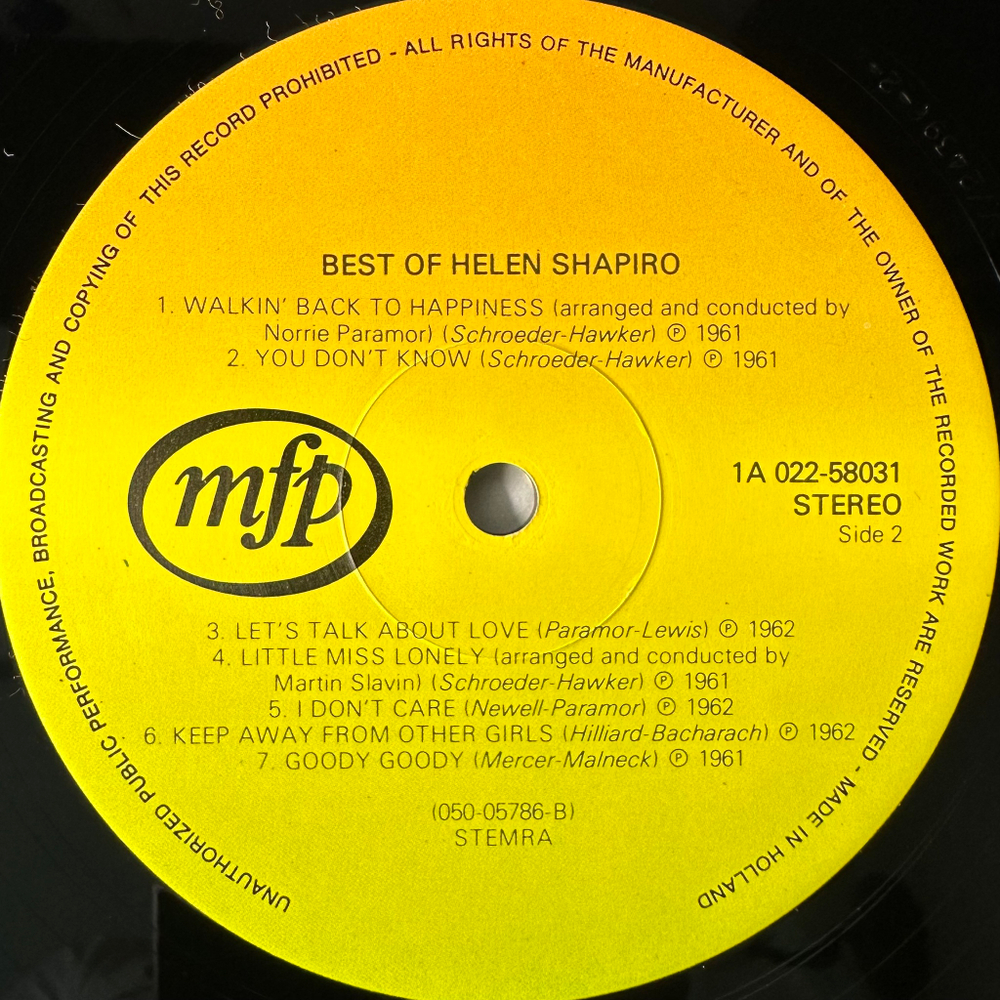 UNAUTHORIZED PUBLIC PERFORMANCE, BROADCASTING AND COPYING OF THIS RECORD PROHIBITED - ALL RIGHTS OF THE MANUFACTURER AND OF THE OWNER OF THE RECORDED WORK ARE RESERVED - MADE IN HOLLAND
BEST OF HELEN SHAPIRO
1. WALKIN' BACK TO HAPPINESS (arranged and conducted by
Norrie Paramor) (Schroeder-Hawker) ℗ 1961
2. YOU DON'T KNOW (Schroeder-Hawker) ℗ 1961
mfp
1A 022-58031
STEREO
Side 2
3. LET'S TALK ABOUT LOVE (Paramor-Lewis) ℗ 1962
4. LITTLE MISS LONELY (arranged and conducted by
Martin Slavin) (Schroeder-Hawker) ℗ 1961
5. I DON'T CARE (Newell-Paramor) ℗ 1962
6. KEEP AWAY FROM OTHER GIRLS (Hilliard-Bacharach) ℗ 1962
7. GOODY GOODY (Mercer-Malneck) ℗ 1961
(050-05786-B)
STEMRA